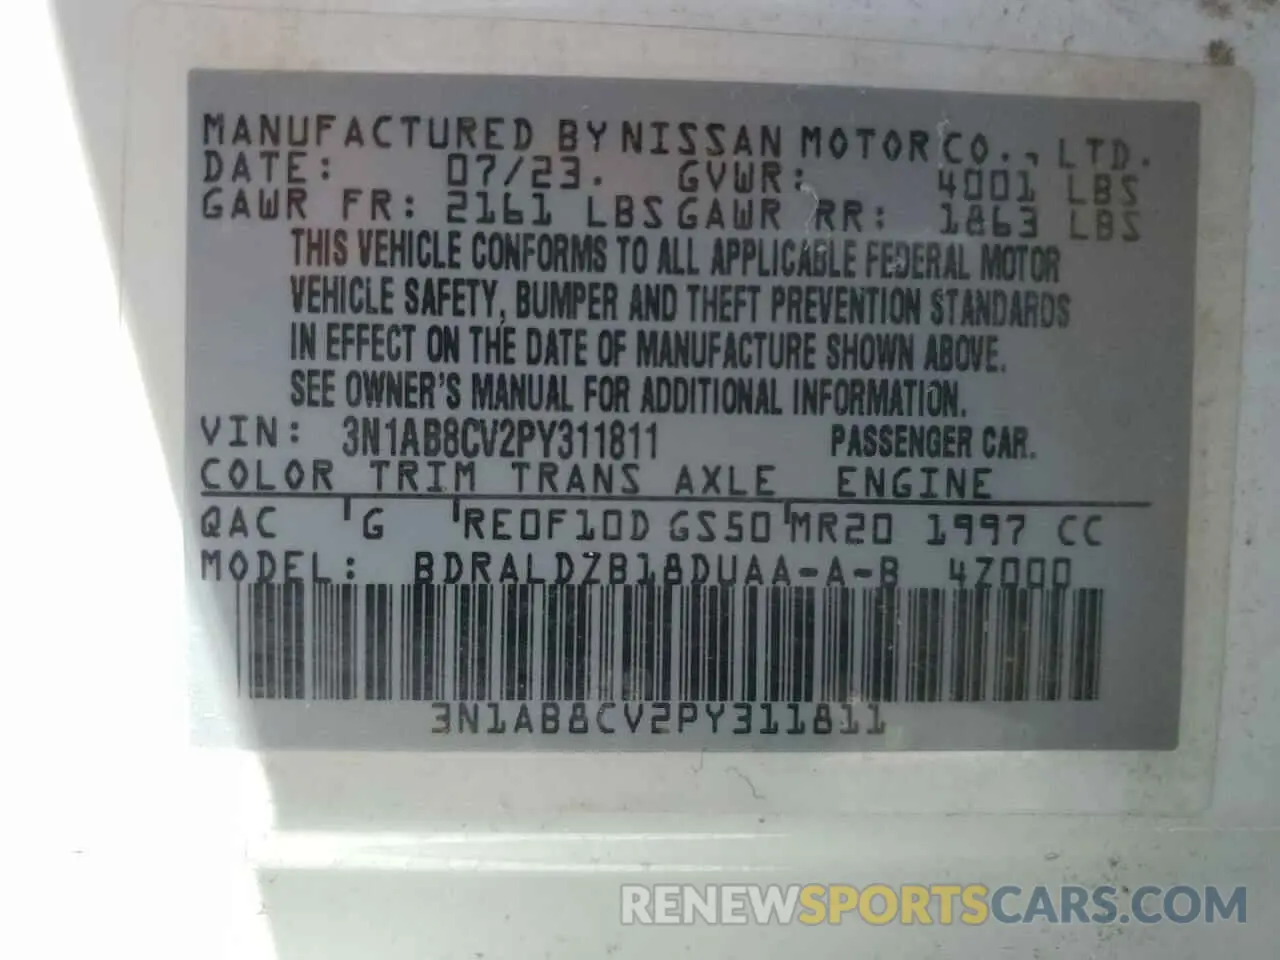 MANUFACTURED BY NISSAN MOTOR CO., LTD.
DATE: 07/23. GVWR: 4001 LBS
GAWR FR: 2161 LBS GAWR RR: 1863 LBS
THIS VEHICLE CONFORMS TO ALL APPLICABLE FEDERAL MOTOR
VEHICLE SAFETY, BUMPER AND THEFT PREVENTION STANDARDS
IN EFFECT ON THE DATE OF MANUFACTURE SHOWN ABOVE.
SEE OWNER'S MANUAL FOR ADDITIONAL INFORMATION.
VIN: 3N1AB8CV2PY311811 PASSENGER CAR.
COLOR TRIM TRANS AXLE ENGINE
QAC G RE0F10D GS50 MR20 1997 CC
MODEL: BDRALDZB18DUAA-A-B 4Z000
3N1AB8CV2PY311811
RENEWSPORTSCARS.COM